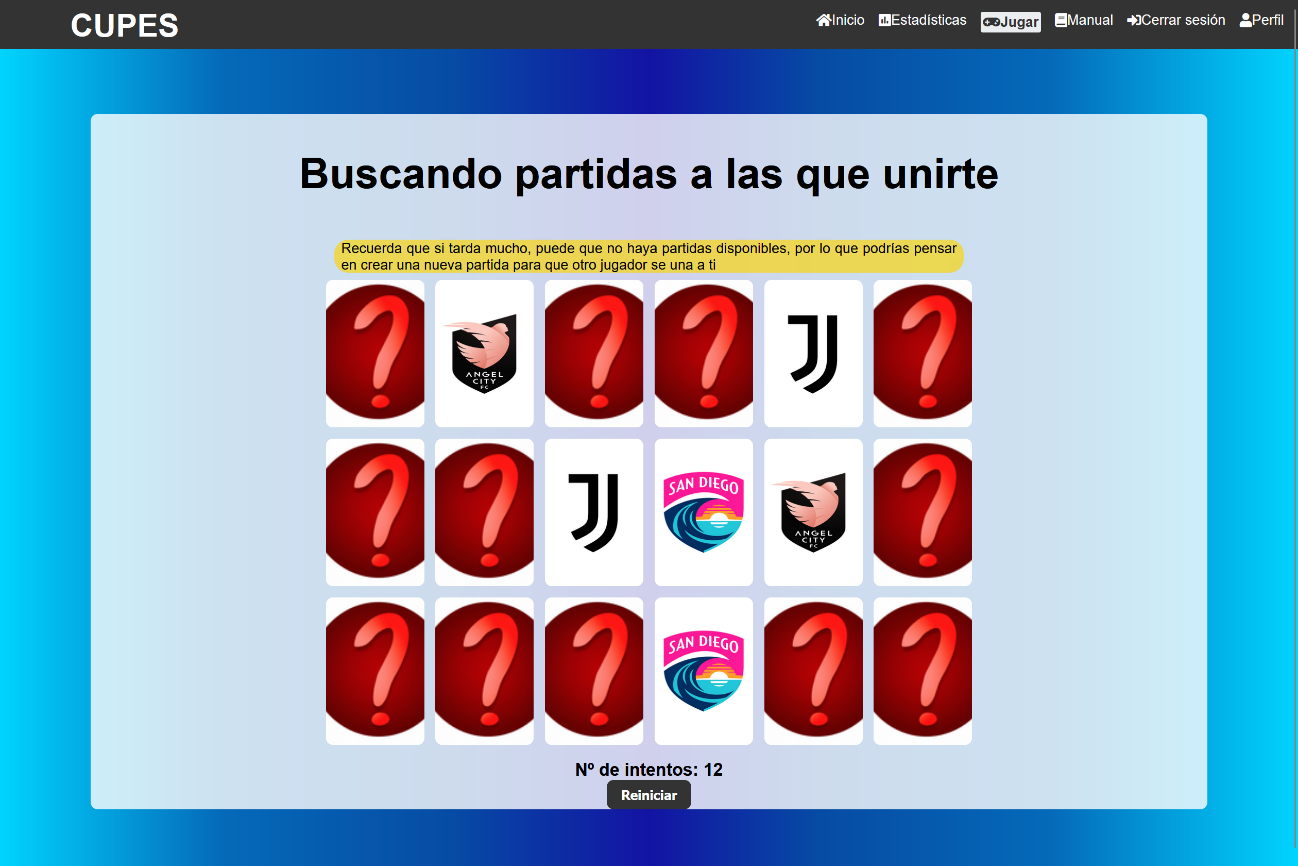 CUPES
Inicio Estadísticas Jugar Manual Cerrar sesión Perfil
Buscando partidas a las que unirte
Recuerda que si tarda mucho, puede que no haya partidas disponibles, por lo que podrías pensar
en crear una nueva partida para que otro jugador se una a ti
? ANGEL
CITY
FC
? ? J ?
? ? J SAN DIEGO ANGEL
CITY
FC
?
? ? ? SAN DIEGO ? ?
Nº de intentos: 12
Reiniciar